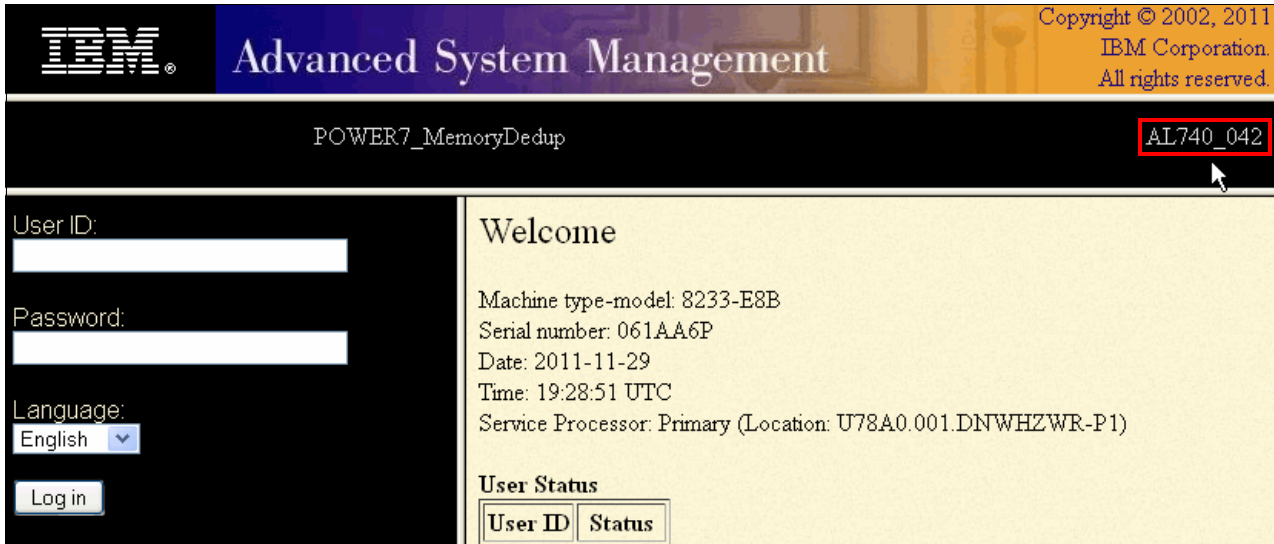 IBM®
Advanced System Management
Copyright © 2002, 2011
IBM Corporation.
All rights reserved.
POWER7_MemoryDedup
AL740_042
User ID:
Password:
Language:
English
Log in
Welcome
Machine type-model: 8233-E8B
Serial number: 061AA6P
Date: 2011-11-29
Time: 19:28:51 UTC
Service Processor: Primary (Location: U78A0.001.DNWHZWR-P1)
User Status
User ID Status